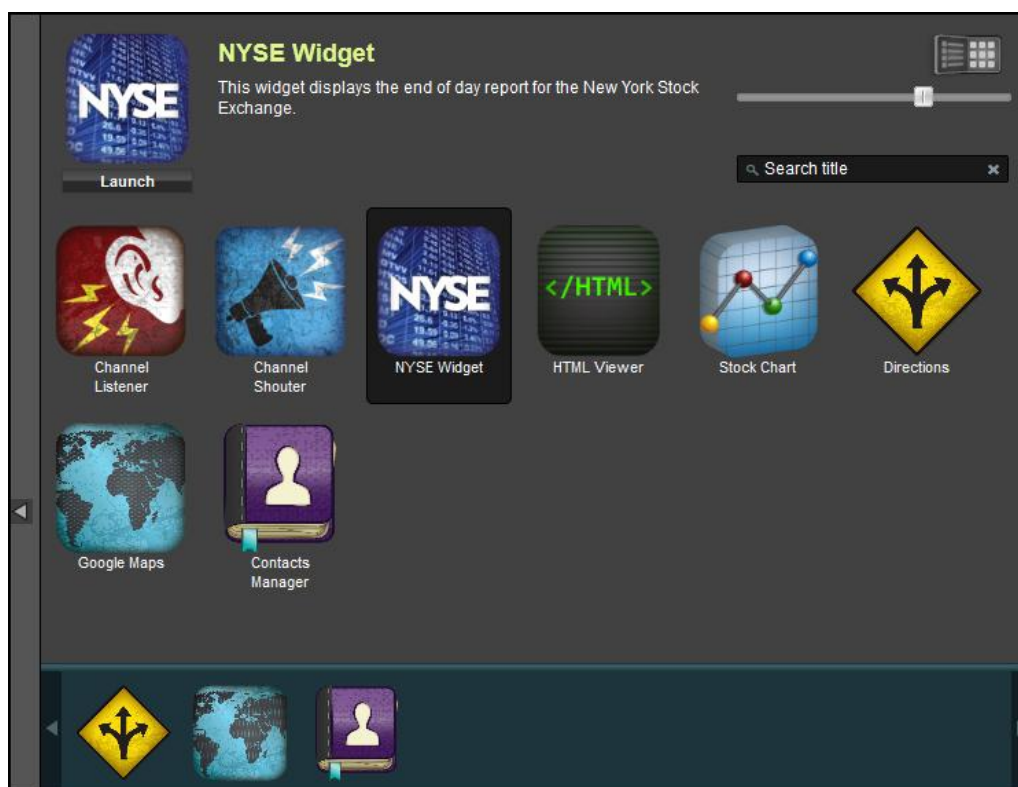 NYSE
NYSE Widget
This widget displays the end of day report for the New York Stock
Exchange.
Launch
Search title
NYSE
</HTML>
Channel
Listener
Channel
Shouter
NYSE Widget
HTML Viewer
Stock Chart
Directions
Google Maps
Contacts
Manager